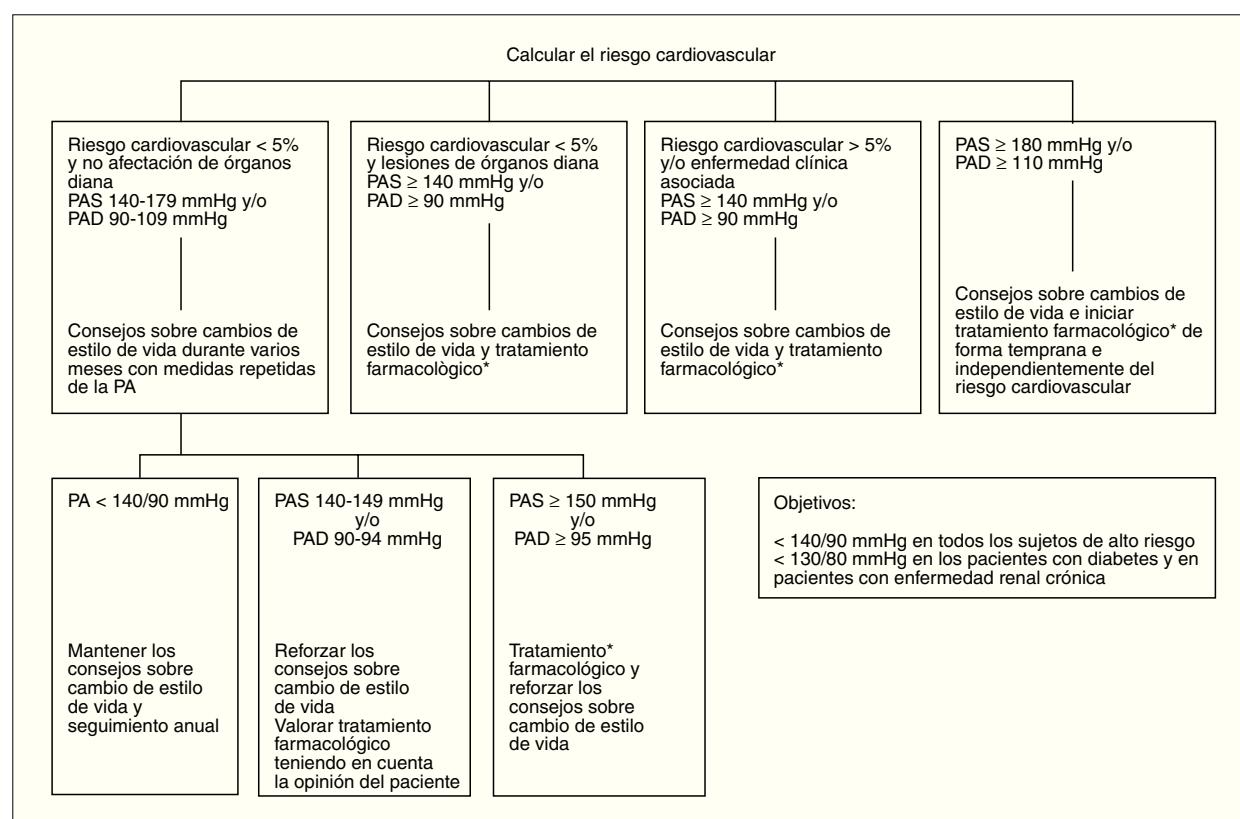 Calcular el riesgo cardiovascular
Riesgo cardiovascular < 5%
y no afectación de órganos
diana
PAS 140-179 mmHg y/o
PAD 90-109 mmHg
Consejos sobre cambios de
estilo de vida durante varios
meses con medidas repetidas
de la PA
Riesgo cardiovascular < 5%
y lesiones de órganos diana
PAS ≥ 140 mmHg y/o
PAD ≥ 90 mmHg
Consejos sobre cambios de
estilo de vida y tratamiento
farmacològico*
Riesgo cardiovascular > 5%
y/o enfermedad clínica
asociada
PAS ≥ 140 mmHg y/o
PAD ≥ 90 mmHg
Consejos sobre cambios de
estilo de vida y tratamiento
farmacológico*
PAS ≥ 180 mmHg y/o
PAD ≥ 110 mmHg
Consejos sobre cambios de
estilo de vida e iniciar
tratamiento farmacológico* de
forma temprana e
independientemente del
riesgo cardiovascular
PA < 140/90 mmHg
Mantener los
consejos sobre
cambio de estilo
de vida y
seguimiento anual
PAS 140-149 mmHg
y/o
PAD 90-94 mmHg
Reforzar los
consejos sobre
cambio de estilo
de vida
Valorar tratamiento
farmacológico
teniendo en cuenta
la opinión del paciente
PAS ≥ 150 mmHg
y/o
PAD ≥ 95 mmHg
Tratamiento*
farmacológico y
reforzar los
consejos sobre
cambio de estilo
de vida
Objetivos:
< 140/90 mmHg en todos los sujetos de alto riesgo
< 130/80 mmHg en los pacientes con diabetes y en
pacientes con enfermedad renal crónica